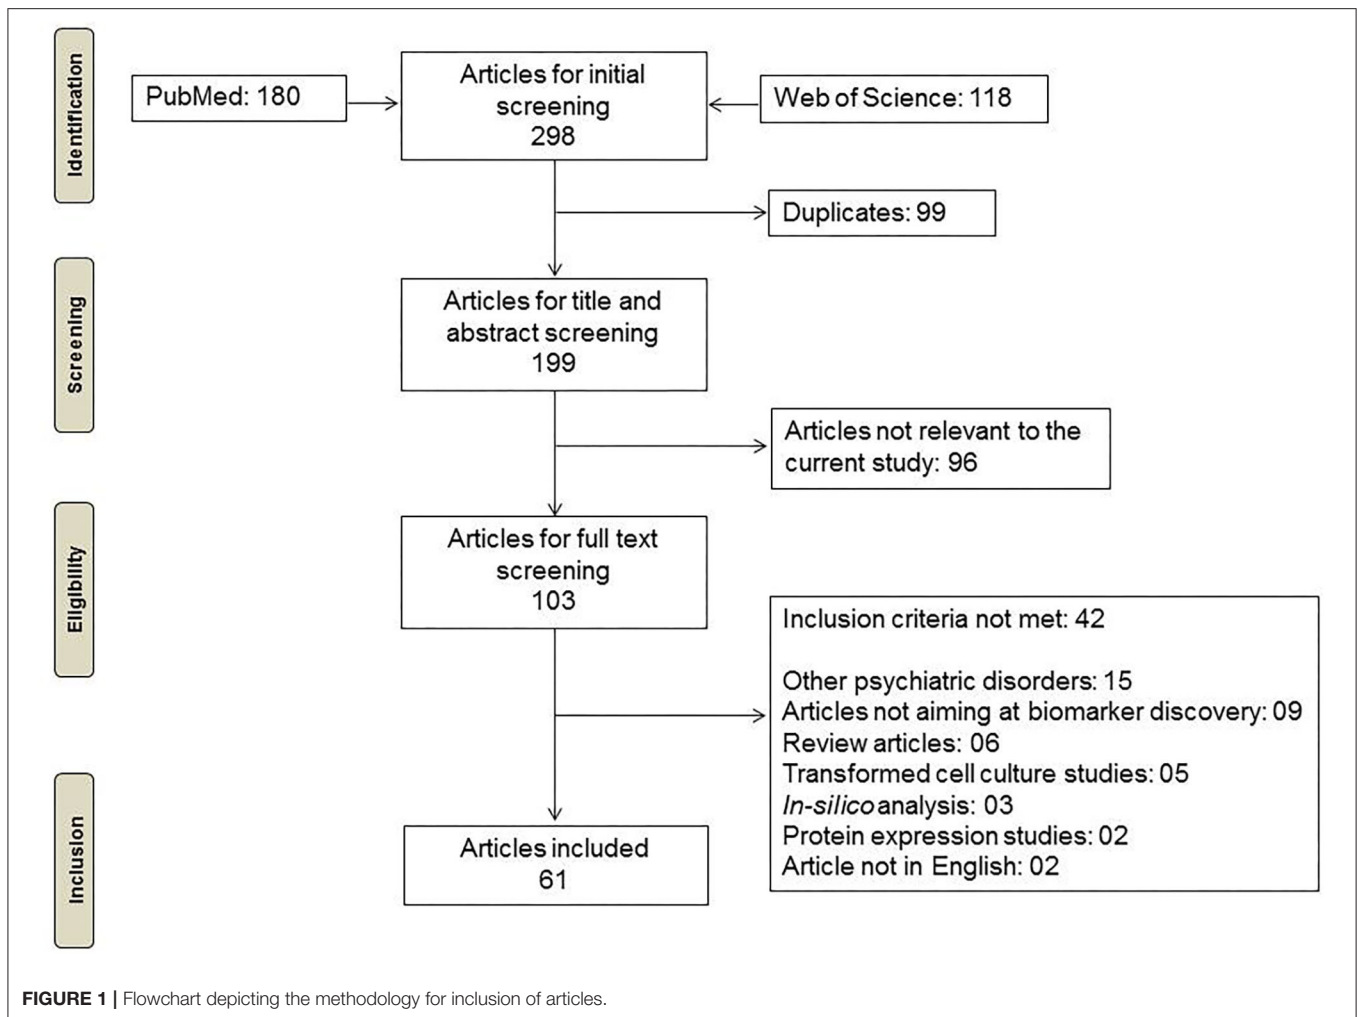 Identification
PubMed: 180
Articles for initial
screening
298
Web of Science: 118
Duplicates: 99
Screening
Articles for title and
abstract screening
199
Articles not relevant to the
current study: 96
Eligibility
Articles for full text
screening
103
Inclusion criteria not met: 42
Other psychiatric disorders: 15
Articles not aiming at biomarker discovery: 09
Review articles: 06
Transformed cell culture studies: 05
In-silico analysis: 03
Protein expression studies: 02
Article not in English: 02
Inclusion
Articles included
61
FIGURE 1 | Flowchart depicting the methodology for inclusion of articles.